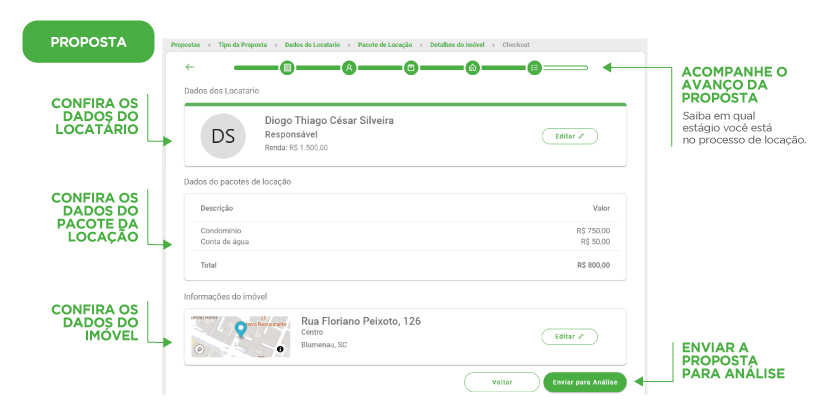 PROPOSTA
Propostas > Tipo da Proposta > Dados do Locatario > Pacote de Locação > Detalhes do imóvel > Checkout
ACOMPANHE O
AVANÇO DA
PROPOSTA
Saiba em qual
estágio você está
no processo de locação.
CONFIRA OS
DADOS DO
LOCATÁRIO
Dados dos Locatario
DS
Diogo Thiago César Silveira
Responsável
Renda: R$ 1.500,00
Editar
CONFIRA OS
DADOS DO
PACOTE DA
LOCAÇÃO
Dados do pacotes de locação
Descrição Valor
Condomínio R$ 750,00
Conta de água R$ 50,00
Total R$ 800,00
CONFIRA OS
DADOS DO
IMÓVEL
Informações do imóvel
Restaurante
Rua Floriano Peixoto, 126
Centro
Blumenau, SC
Editar
Voltar
Enviar para Análise
ENVIAR A
PROPOSTA
PARA ANÁLISE